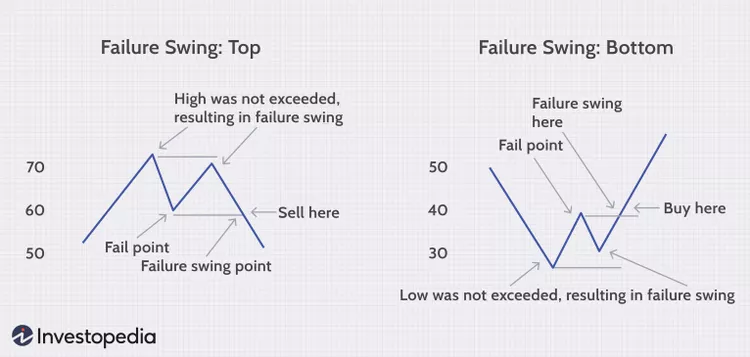 Failure Swing: Top
High was not exceeded,
resulting in failure swing
70
60
50
Sell here
Fail point
Failure swing point
Failure Swing: Bottom
Failure swing
here
Fail point
50
40
30
Buy here
Low was not exceeded, resulting in failure swing
Investopedia